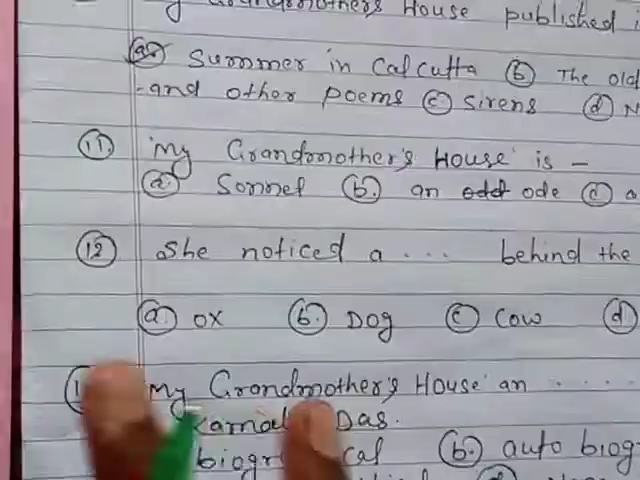 Grandmothers House published
(a) Summer in Calcutta (b) The old
-and other poems (c) Sirens (d)
(11) My Grandmother's House is -
(a) Sonnet (b). an ode (d)
(12) She noticed a ... behind the
(a) ox (b). Dog (c) Cow (d)
My Grandmother's House an ....
Das.
(b.) auto biog